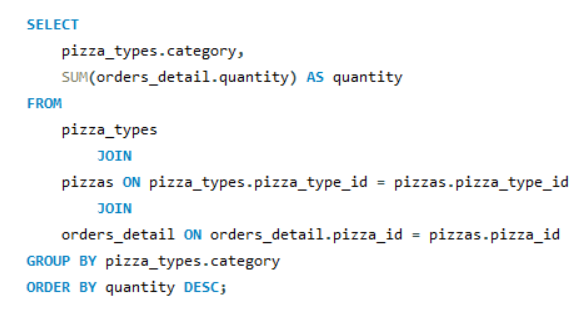 SELECT
    pizza_types.category,
    SUM(orders_detail.quantity) AS quantity
FROM
    pizza_types
        JOIN
    pizzas ON pizza_types.pizza_type_id = pizzas.pizza_type_id
        JOIN
    orders_detail ON orders_detail.pizza_id = pizzas.pizza_id
GROUP BY pizza_types.category
ORDER BY quantity DESC;